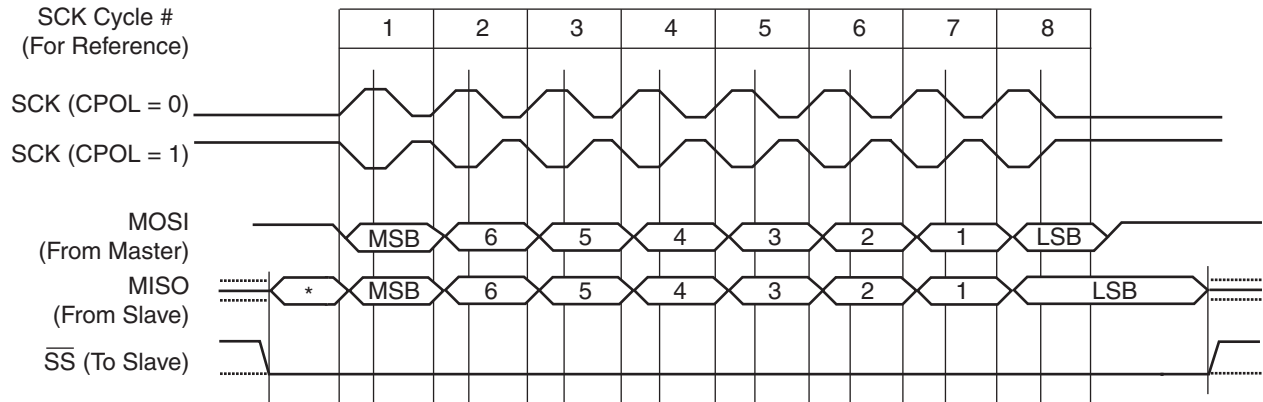 SCK Cycle #
(For Reference)
1 2 3 4 5 6 7 8
SCK (CPOL = 0)
SCK (CPOL = 1)
MOSI
(From Master)
MSB 6 5 4 3 2 1 LSB
MISO
(From Slave)
* MSB 6 5 4 3 2 1 LSB
S̅S̅ (To Slave)